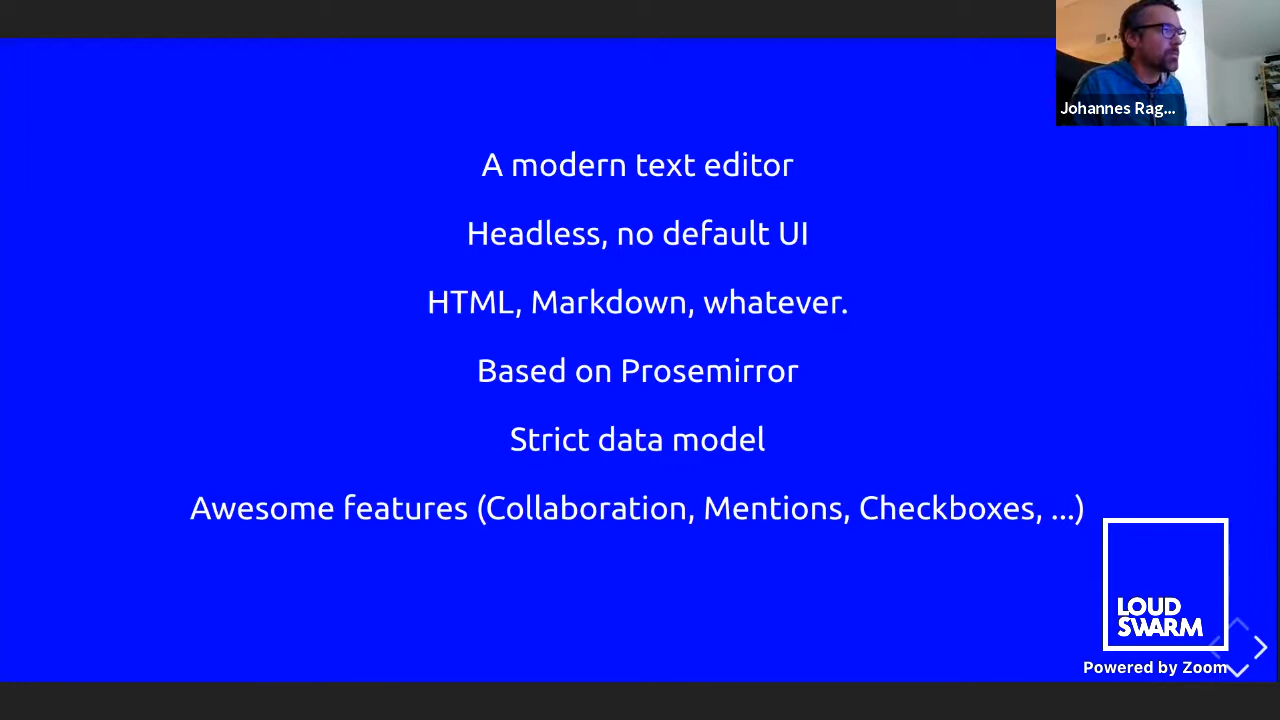 Johannes Rag...
A modern text editor
Headless, no default UI
HTML, Markdown, whatever.
Based on Prosemirror
Strict data model
Awesome features (Collaboration, Mentions, Checkboxes, ...)
LOUD
SWARM
Powered by Zoom